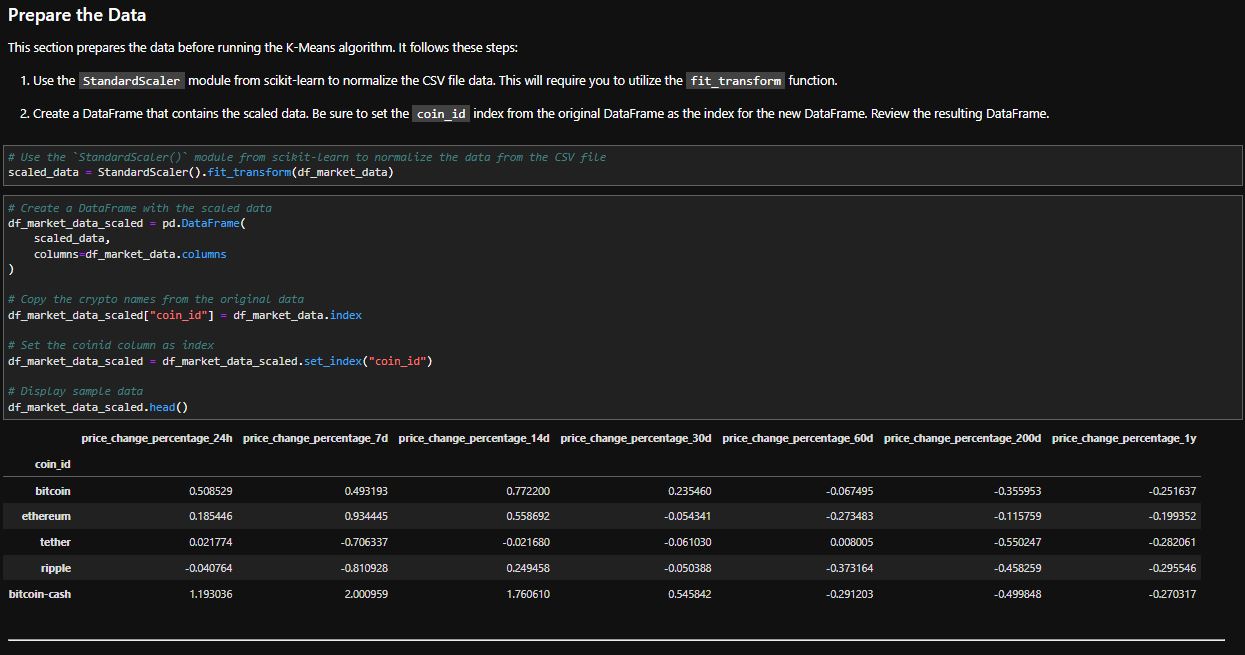 Prepare the Data
This section prepares the data before running the K-Means algorithm. It follows these steps:
1. Use the StandardScaler module from scikit-learn to normalize the CSV file data. This will require you to utilize the fit_transform function.
2. Create a DataFrame that contains the scaled data. Be sure to set the coin_id index from the original DataFrame as the index for the new DataFrame. Review the resulting DataFrame.
# Use the `StandardScaler()` module from scikit-learn to normalize the data from the CSV file
scaled_data = StandardScaler().fit_transform(df_market_data)
# Create a DataFrame with the scaled data
df_market_data_scaled = pd.DataFrame(
    scaled_data,
    columns=df_market_data.columns
)
# Copy the crypto names from the original data
df_market_data_scaled["coin_id"] = df_market_data.index
# Set the coinid column as index
df_market_data_scaled = df_market_data_scaled.set_index("coin_id")
# Display sample data
df_market_data_scaled.head()
price_change_percentage_24h price_change_percentage_7d price_change_percentage_14d price_change_percentage_30d price_change_percentage_60d price_change_percentage_200d price_change_percentage_1y
coin_id
bitcoin 0.508529 0.493193 0.772200 0.235460 -0.067495 -0.355953 -0.251637
ethereum 0.185446 0.934445 0.558692 -0.054341 -0.273483 -0.115759 -0.199352
tether 0.021774 -0.706337 -0.021680 -0.061030 0.008005 -0.550247 -0.282061
ripple -0.040764 -0.810928 0.249458 -0.050388 -0.373164 -0.458259 -0.295546
bitcoin-cash 1.193036 2.000959 1.760610 0.545842 -0.291203 -0.499848 -0.270317